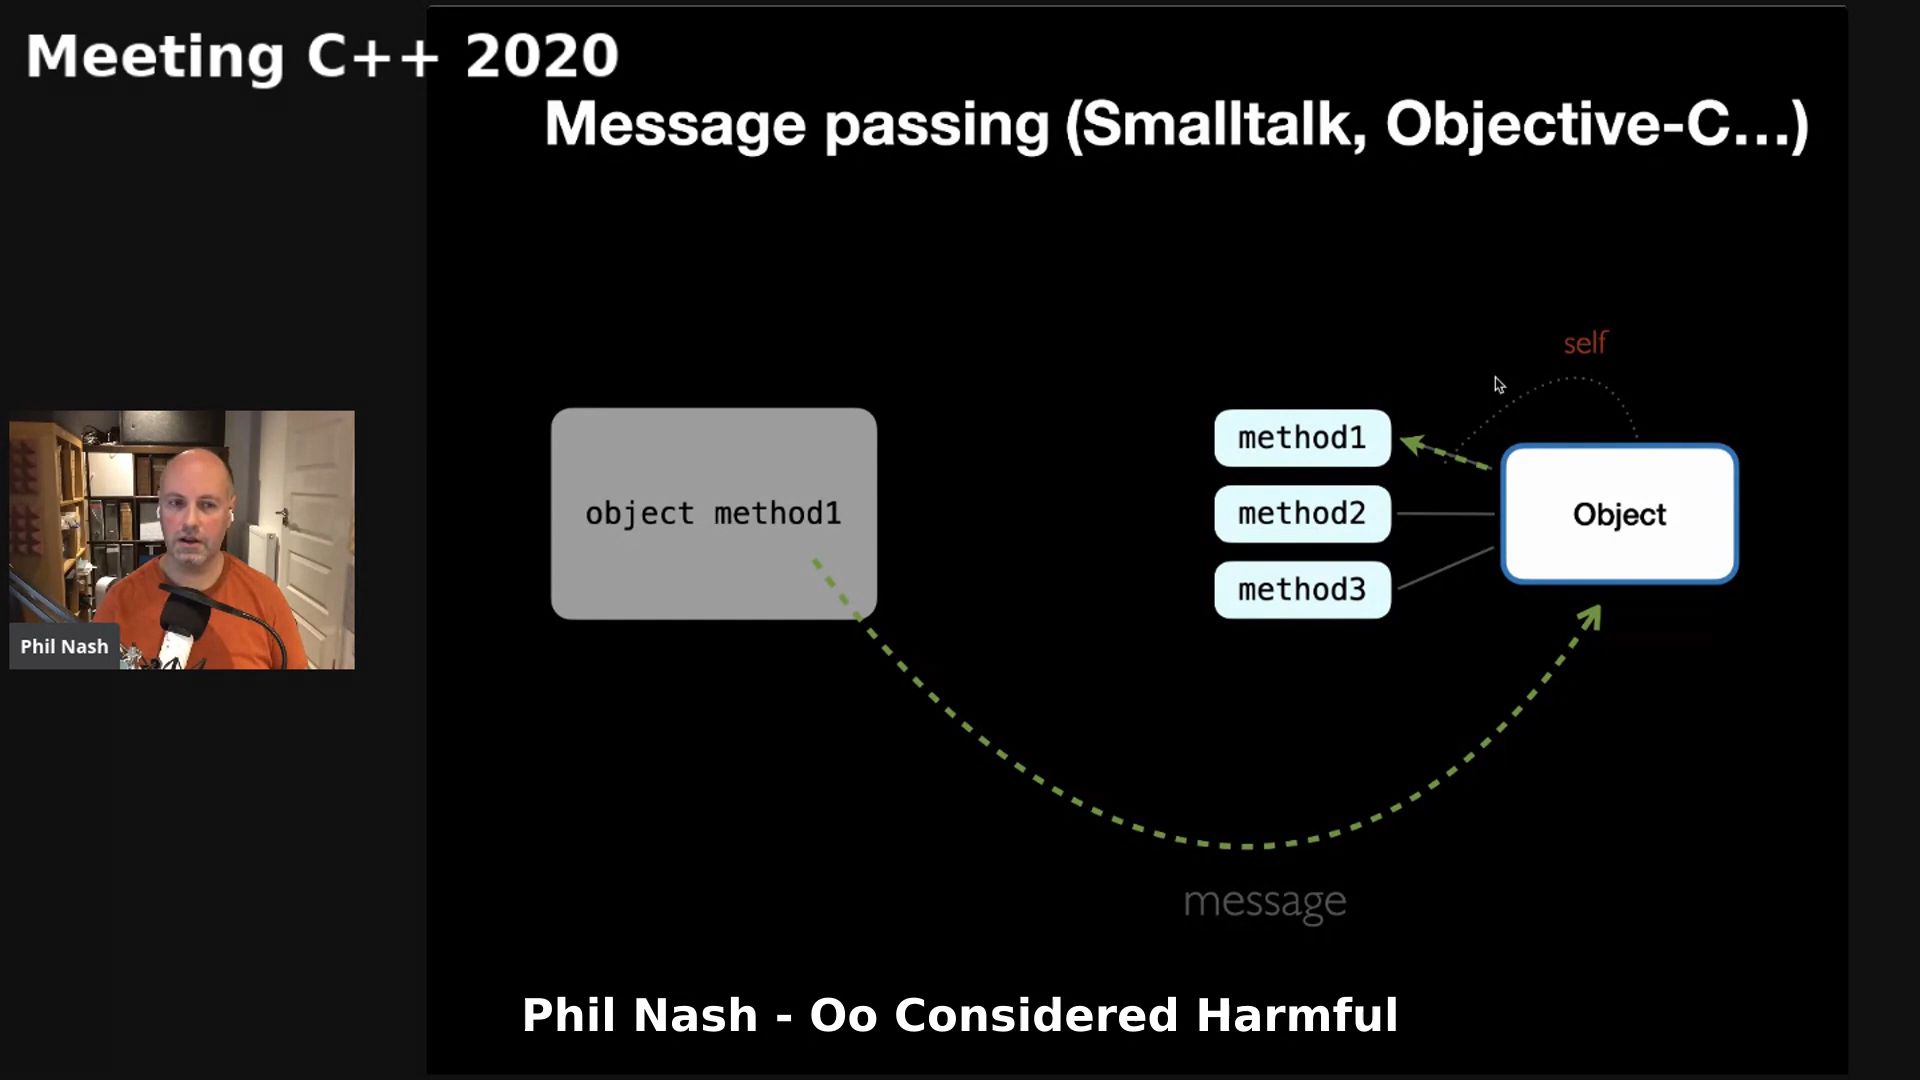 Meeting C++ 2020
Message passing (Smalltalk, Objective-C...)
self
object method1
method1
method2
method3
Object
Phil Nash
message
Phil Nash - Oo Considered Harmful